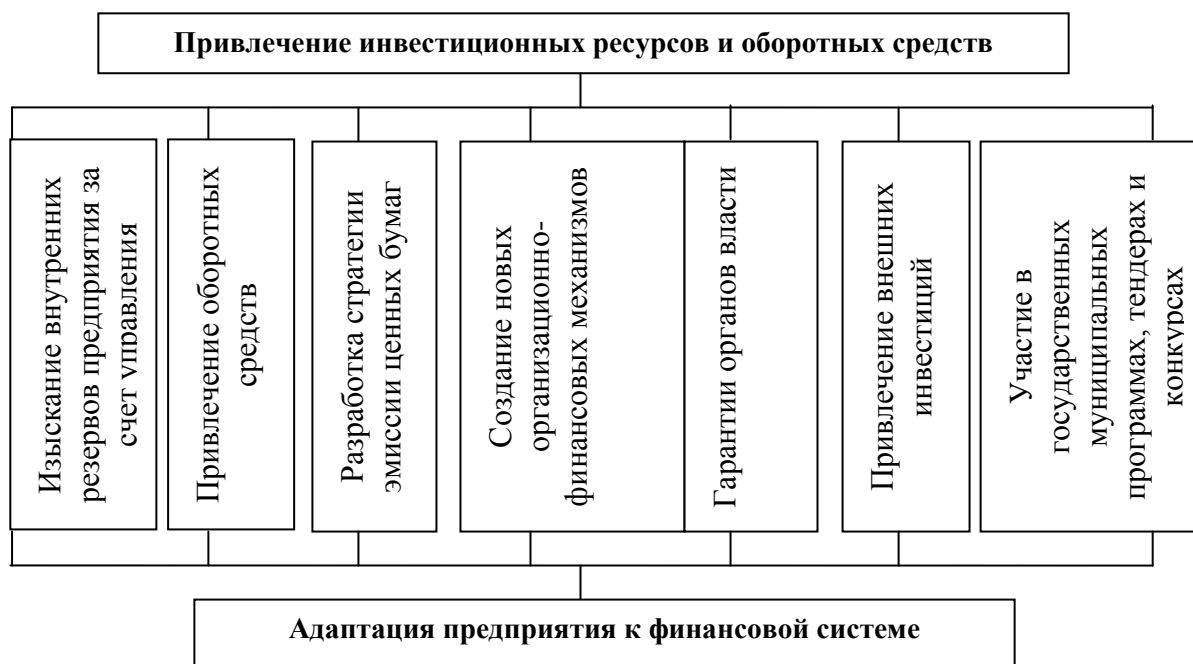 Привлечение инвестиционных ресурсов и оборотных средств
Изыскание внутренних
резервов предприятия за
счет управления
Привлечение оборотных
средств
Разработка стратегии
эмиссии ценных бумаг
Создание новых
организационно-
финансовых механизмов
Гарантии органов власти
Привлечение внешних
инвестиций
Участие в
государственных
муниципальных
программах, тендерах и
конкурсах
Адаптация предприятия к финансовой системе